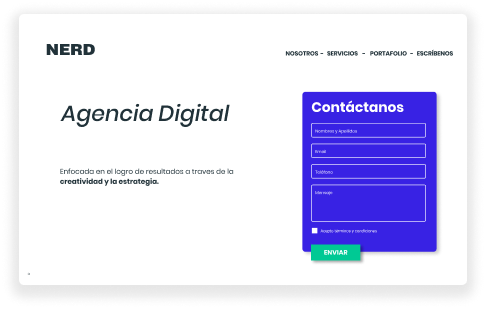 NERD
NOSOTROS - SERVICIOS - PORTAFOLIO - ESCRÍBENOS
Agencia Digital
Enfocada en el logro de resultados a traves de la
creatividad y la estrategia.
Contáctanos
Nombres y Apellidos
Email
Teléfono
Mensaje
Acepto términos y condiciones
ENVIAR